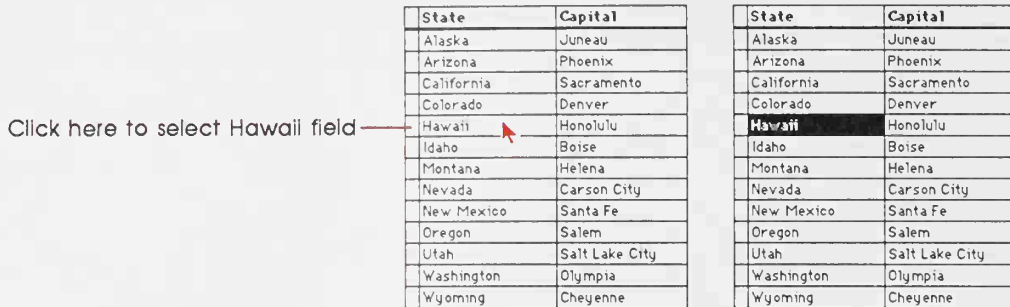 State Capital State Capital
Alaska Juneau Alaska Juneau
Arizona Phoenix Arizona Phoenix
California Sacramento California Sacramento
Colorado Denver Colorado Denver
Click here to select Hawaii field Hawaii Honolulu Hawaii Honolulu
Idaho Boise Idaho Boise
Montana Helena Montana Helena
Nevada Carson City Nevada Carson City
New Mexico Santa Fe New Mexico Santa Fe
Oregon Salem Oregon Salem
Utah Salt Lake City Utah Salt Lake City
Washington Olympia Washington Olympia
Wyoming Cheyenne Wyoming Cheyenne